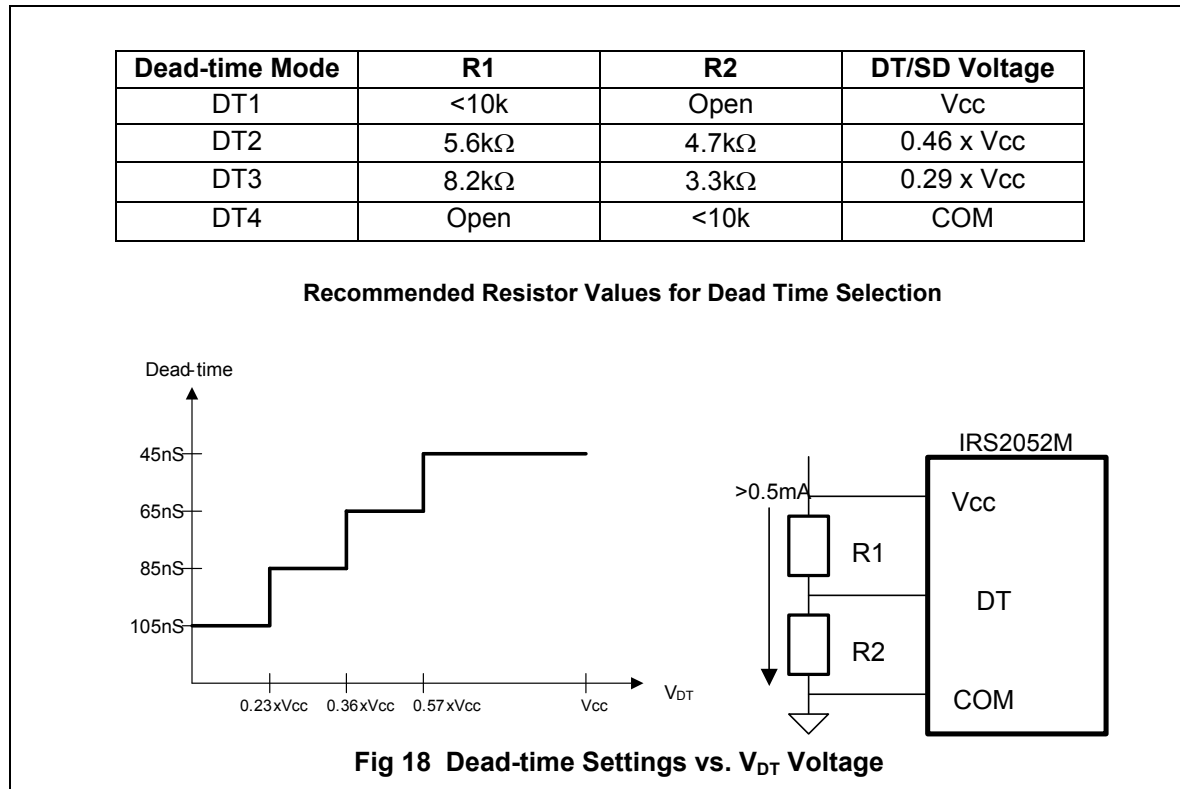 Dead-time Mode R1 R2 DT/SD Voltage
DT1 <10k Open Vcc
DT2 5.6kΩ 4.7kΩ 0.46 x Vcc
DT3 8.2kΩ 3.3kΩ 0.29 x Vcc
DT4 Open <10k COM
Recommended Resistor Values for Dead Time Selection
Dead-time
45nS
65nS
85nS
105nS
0.23xVcc 0.36xVcc 0.57xVcc Vcc
VDT
IRS2052M
>0.5mA
Vcc
R1
DT
R2
COM
Fig 18 Dead-time Settings vs. VDT Voltage